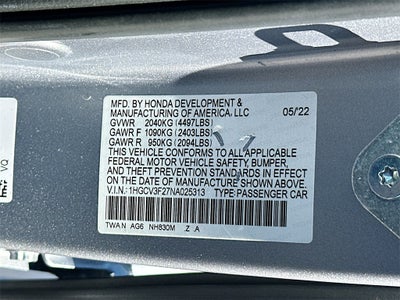 MFD. BY HONDA DEVELOPMENT &
MANUFACTURING OF AMERICA, LLC 05/'22
GVWR 2040KG (4497LBS)
GAWR F 1090KG (2403LBS)
GAWR R 950KG (2094LBS)
THIS VEHICLE CONFORMS TO ALL APPLICABLE
FEDERAL MOTOR VEHICLE SAFETY, BUMPER,
AND THEFT PREVENTION STANDARDS IN EFFECT
ON THE DATE OF MANUFACTURE SHOWN ABOVE.
V.I.N.: 1HGCV3F27NA025313 TYPE: PASSENGER CAR
TWA N AG6 NH830M Z A
VQ